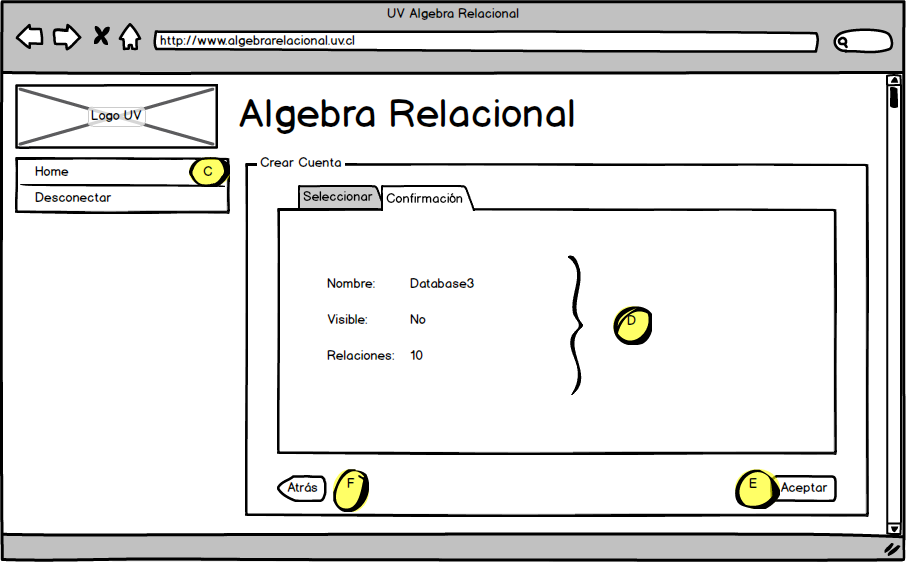 UV Algebra Relacional
http://www.algebrarelacional.uv.cl
Logo UV
Algebra Relacional
Home
C
Desconectar
Crear Cuenta
Seleccionar
Confirmación
Nombre: Database3
Visible: No
Relaciones: 10
D
Atrás
F
E
Aceptar